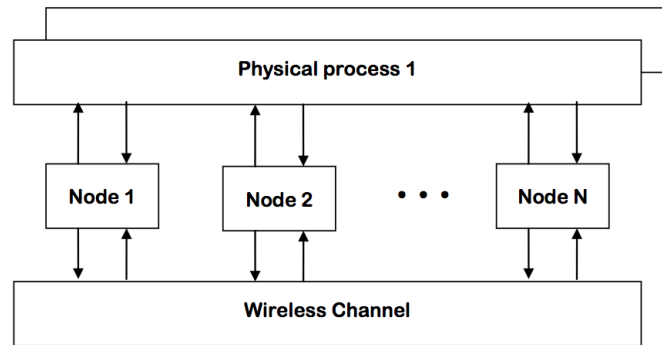 Physical process 1
Node 1
Node 2
• • •
Node N
Wireless Channel